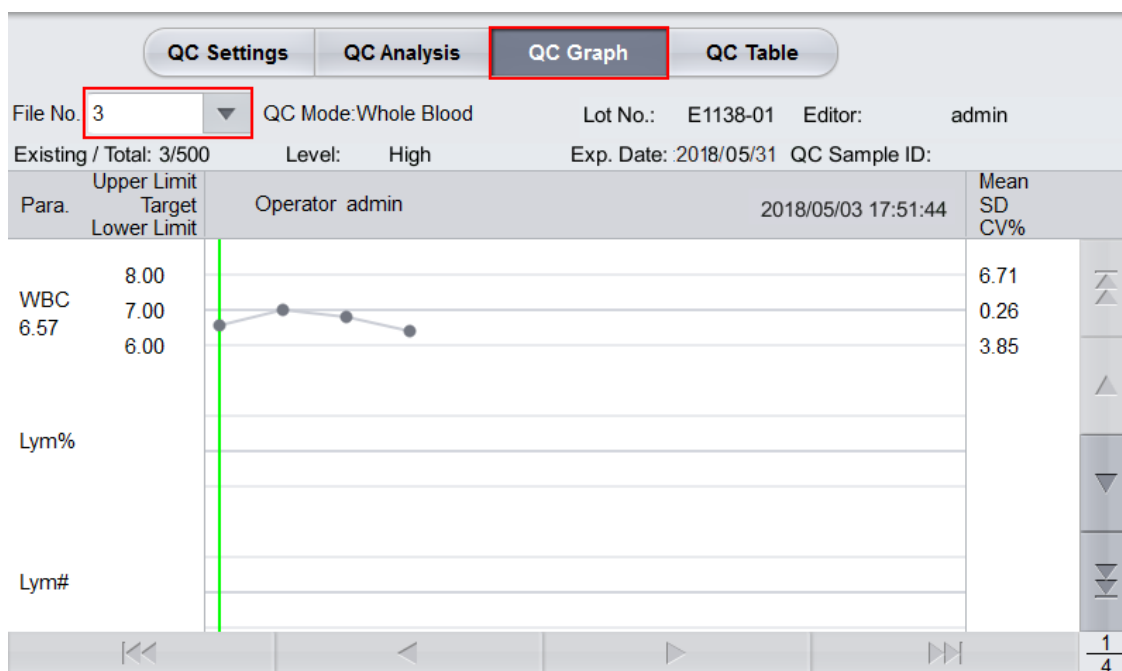 QC Settings QC Analysis QC Graph QC Table
File No. 3 QC Mode:Whole Blood Lot No.: E1138-01 Editor: admin
Existing / Total: 3/500 Level: High Exp. Date: :2018/05/31 QC Sample ID:
Para. Upper Limit
Target
Lower Limit
Operator admin 2018/05/03 17:51:44
Mean
SD
CV%
WBC
6.57
8.00
7.00
6.00
6.71
0.26
3.85
Lym%
Lym#
1
4